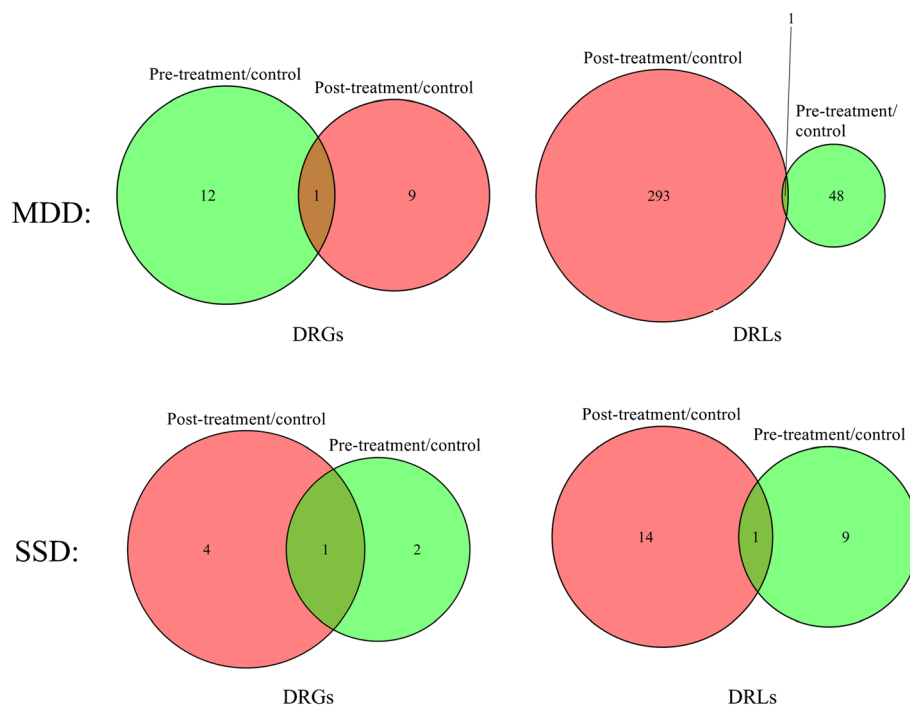 1
Post-treatment/control
Pre-treatment/control
Post-treatment/control
Pre-treatment/
control
MDD:
12
1
9
293
48
DRGs
DRLs
Post-treatment/control
Pre-treatment/control
Post-treatment/control
Pre-treatment/control
SSD:
4
1
2
14
1
9
DRGs
DRLs